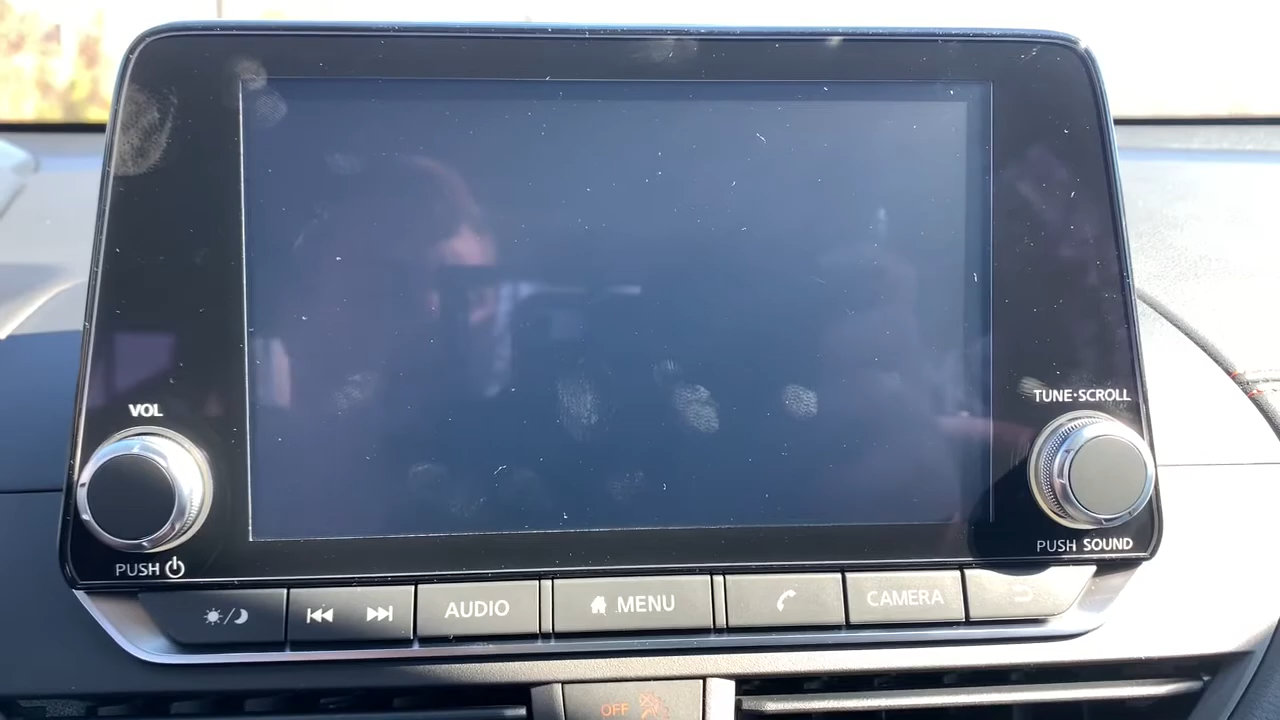 VOL
TUNE·SCROLL
PUSH
PUSH SOUND
AUDIO
MENU
CAMERA
OFF